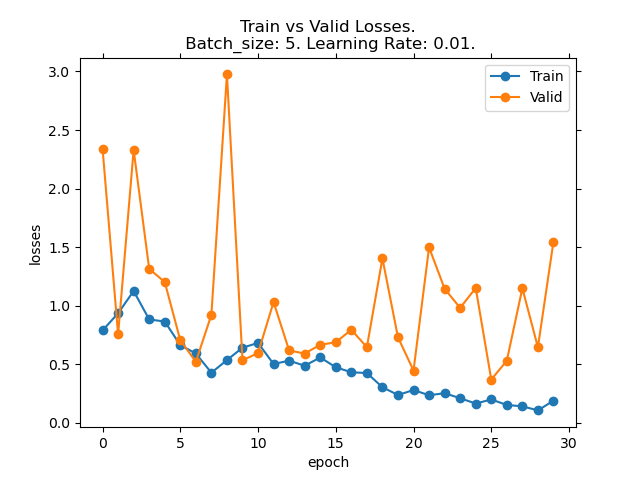 Train vs Valid Losses.
Batch_size: 5. Learning Rate: 0.01.
Train
Valid
3.0
2.5
2.0
1.5
1.0
0.5
0.0
losses
0 5 10 15 20 25 30
epoch